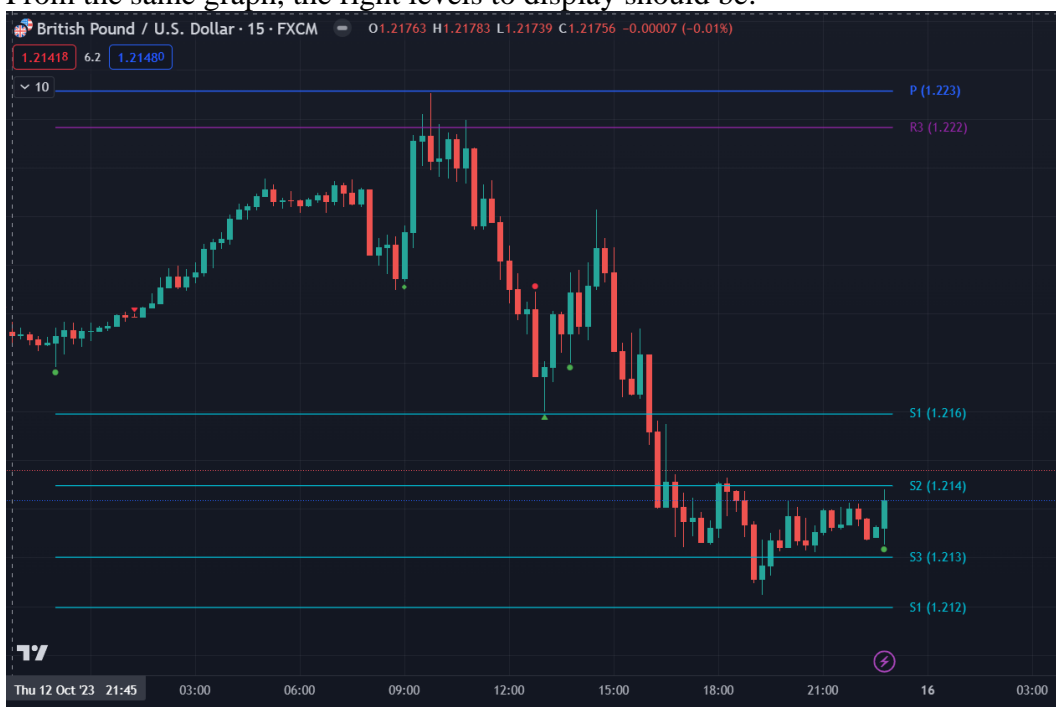 From the same graph, the right levels to display should be:
British Pound / U.S. Dollar · 15 · FXCM O1.21763 H1.21783 L1.21739 C1.21756 −0.00007 (−0.01%)
1.21418 6.2 1.21480
10
P (1.223)
R3 (1.222)
S1 (1.216)
S2 (1.214)
S3 (1.213)
S1 (1.212)
Thu 12 Oct '23 21:45 03:00 06:00 09:00 12:00 15:00 18:00 21:00 16 03:00